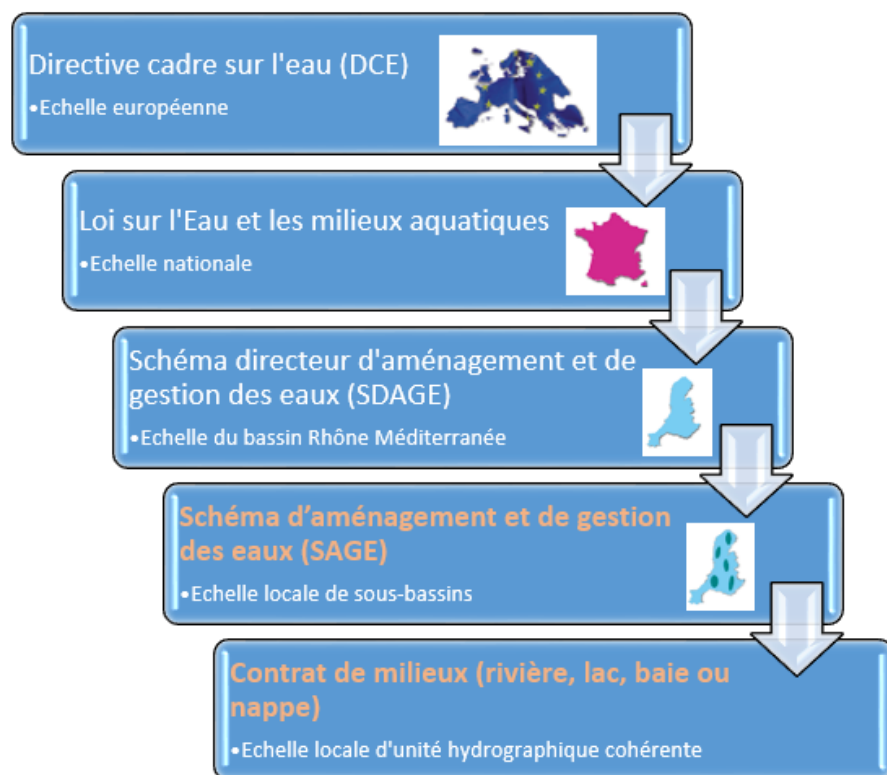 Directive cadre sur l'eau (DCE)
•Echelle européenne
Loi sur l'Eau et les milieux aquatiques
•Echelle nationale
Schéma directeur d'aménagement et de
gestion des eaux (SDAGE)
•Echelle du bassin Rhône Méditerranée
Schéma d’aménagement et de gestion
des eaux (SAGE)
•Echelle locale de sous-bassins
Contrat de milieux (rivière, lac, baie ou
nappe)
•Echelle locale d'unité hydrographique cohérente